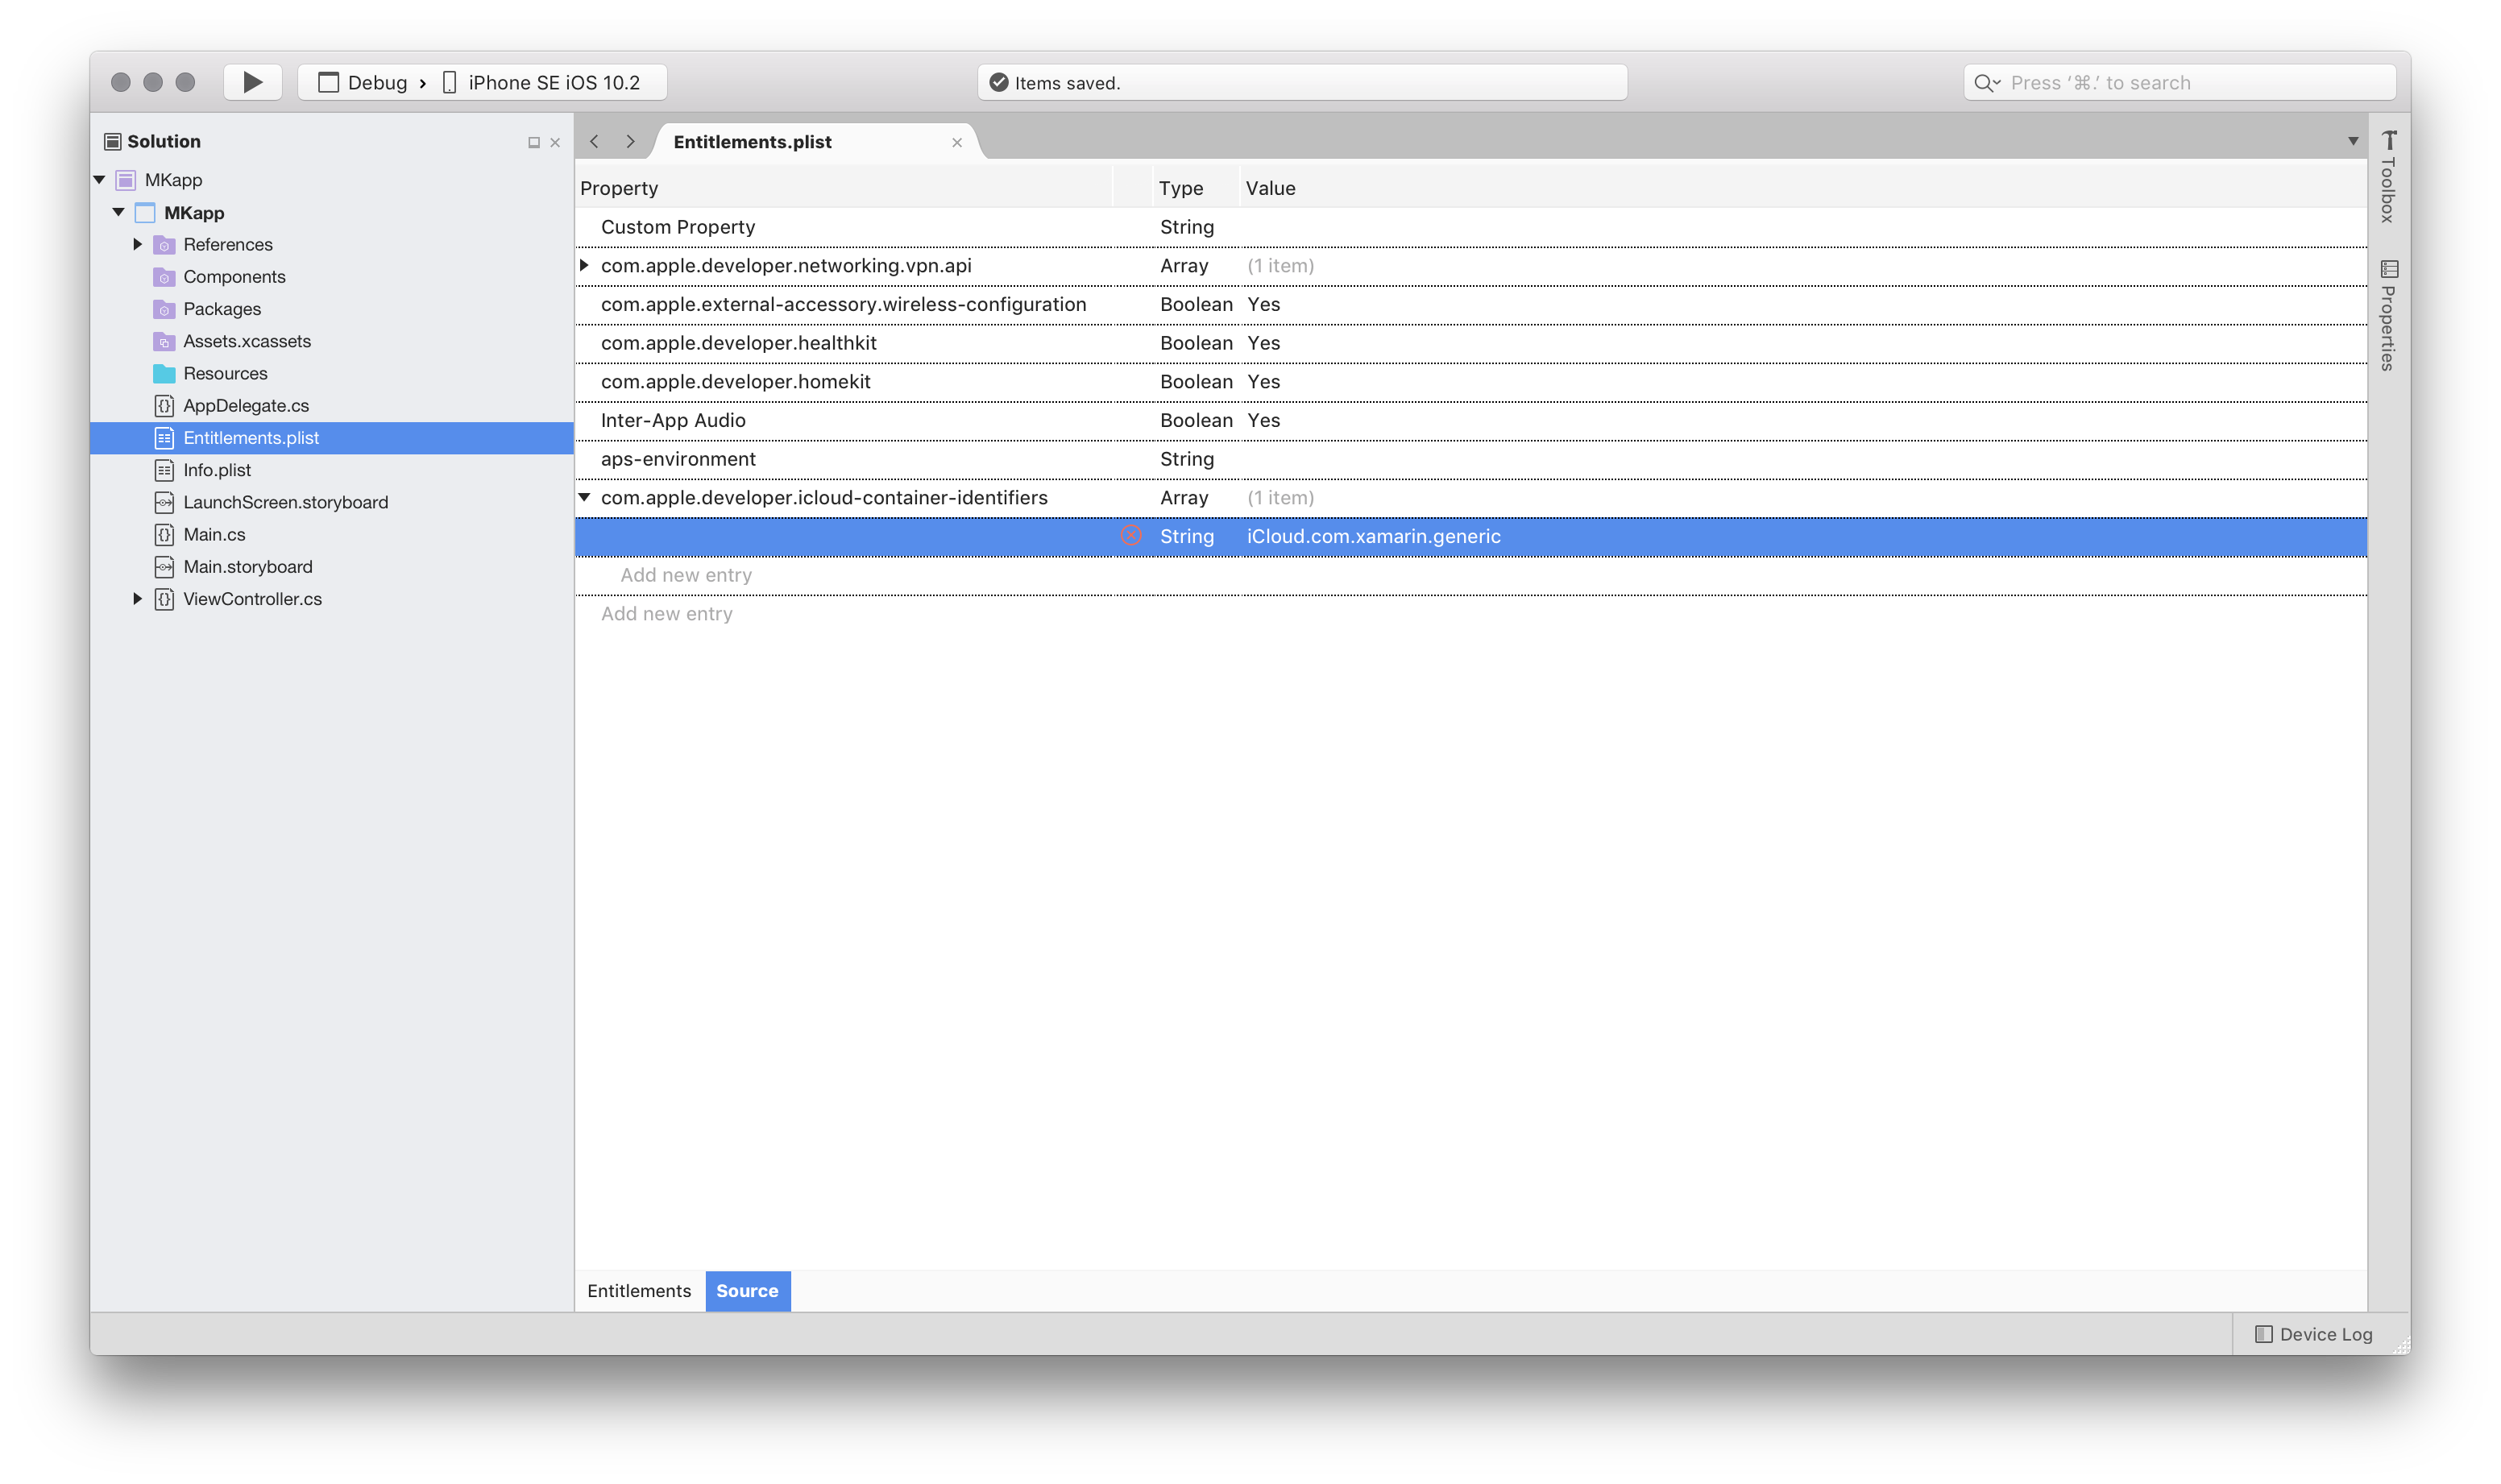 Debug › iPhone SE iOS 10.2
Items saved.
Press ‘⌘.’ to search
Solution
MKapp
MKapp
References
Components
Packages
Assets.xcassets
Resources
AppDelegate.cs
Entitlements.plist
Info.plist
LaunchScreen.storyboard
Main.cs
Main.storyboard
ViewController.cs
Entitlements.plist
Property Type Value
Custom Property String
com.apple.developer.networking.vpn.api Array (1 item)
com.apple.external-accessory.wireless-configuration Boolean Yes
com.apple.developer.healthkit Boolean Yes
com.apple.developer.homekit Boolean Yes
Inter-App Audio Boolean Yes
aps-environment String
com.apple.developer.icloud-container-identifiers Array (1 item)
String iCloud.com.xamarin.generic
Add new entry
Add new entry
Entitlements Source
Toolbox
Properties
Device Log